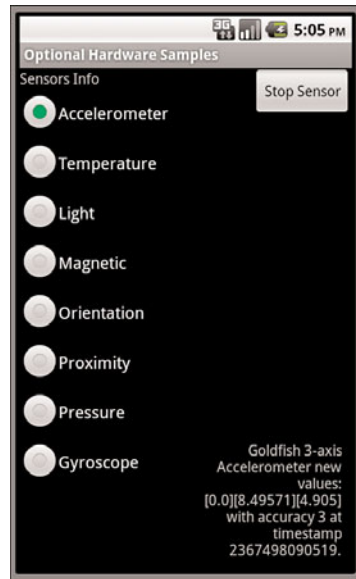 3G 5:05 PM
Optional Hardware Samples
Sensors Info
Stop Sensor
Accelerometer
Temperature
Light
Magnetic
Orientation
Proximity
Pressure
Gyroscope
Goldfish 3-axis
Accelerometer new
values:
[0.0][8.49571][4.905]
with accuracy 3 at
timestamp
2367498090519.